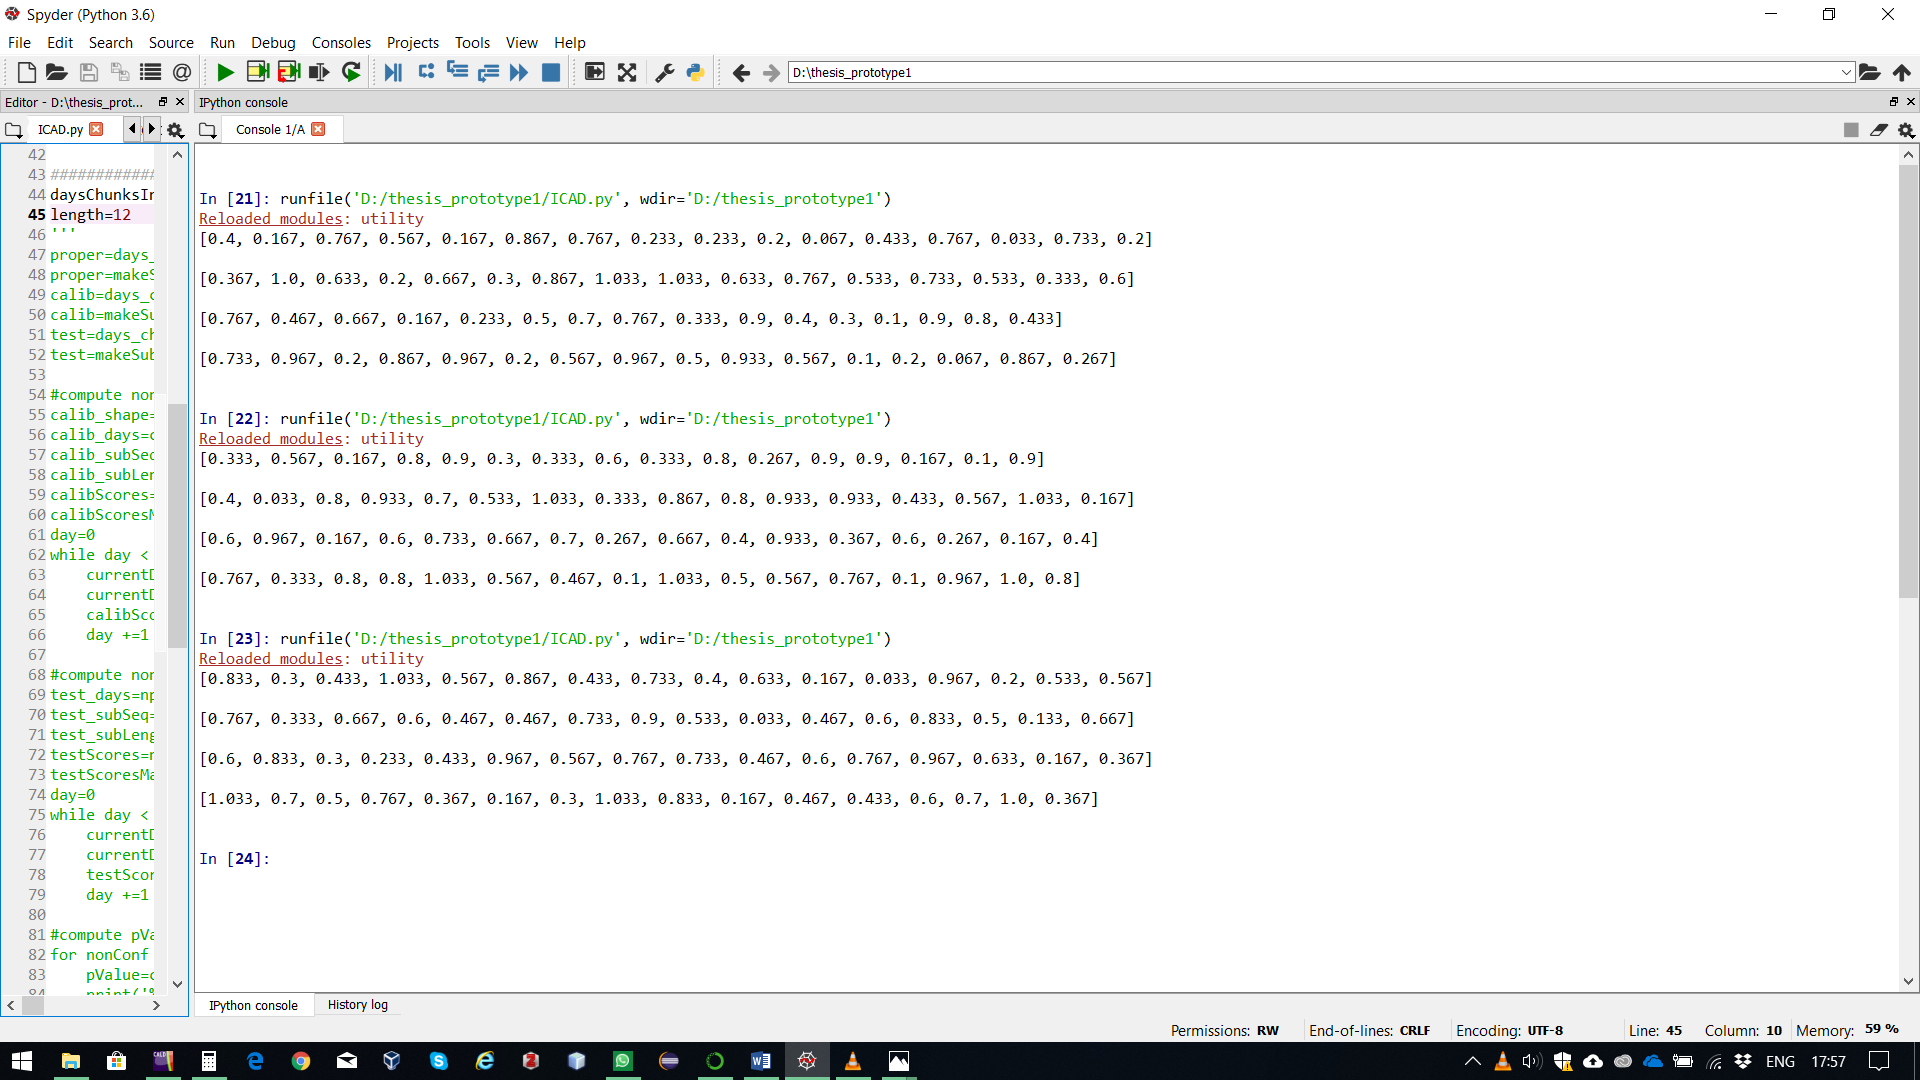 Spyder (Python 3.6)
File Edit Search Source Run Debug Consoles Projects Tools View Help
D:\thesis_prototype1
Editor - D:\thesis_prot...
IPython console
ICAD.py
Console 1/A
42
43 ############
44 daysChunksIn
45 length=12
46 '''
47 proper=days_
48 proper=makeS
49 calib=days_c
50 calib=makeSu
51 test=days_ch
52 test=makeSub
53
54 #compute nor
55 calib_shape=
56 calib_days=c
57 calib_subSec
58 calib_subLer
59 calibScores=
60 calibScoresM
61 day=0
62 while day <
63 currentD
64 currentD
65 calibSco
66 day +=1
67
68 #compute nor
69 test_days=np
70 test_subSeq=
71 test_subLeng
72 testScores=n
73 testScoresMa
74 day=0
75 while day <
76 currentD
77 currentD
78 testScor
79 day +=1
80
81 #compute pVa
82 for nonConf
83 pValue=c
84 print('%
In [21]: runfile('D:/thesis_prototype1/ICAD.py', wdir='D:/thesis_prototype1')
Reloaded modules: utility
[0.4, 0.167, 0.767, 0.567, 0.167, 0.867, 0.767, 0.233, 0.233, 0.2, 0.067, 0.433, 0.767, 0.033, 0.733, 0.2]
[0.367, 1.0, 0.633, 0.2, 0.667, 0.3, 0.867, 1.033, 1.033, 0.633, 0.767, 0.533, 0.733, 0.533, 0.333, 0.6]
[0.767, 0.467, 0.667, 0.167, 0.233, 0.5, 0.7, 0.767, 0.333, 0.9, 0.4, 0.3, 0.1, 0.9, 0.8, 0.433]
[0.733, 0.967, 0.2, 0.867, 0.967, 0.2, 0.567, 0.967, 0.5, 0.933, 0.567, 0.1, 0.2, 0.067, 0.867, 0.267]
In [22]: runfile('D:/thesis_prototype1/ICAD.py', wdir='D:/thesis_prototype1')
Reloaded modules: utility
[0.333, 0.567, 0.167, 0.8, 0.9, 0.3, 0.333, 0.6, 0.333, 0.8, 0.267, 0.9, 0.9, 0.167, 0.1, 0.9]
[0.4, 0.033, 0.8, 0.933, 0.7, 0.533, 1.033, 0.333, 0.867, 0.8, 0.933, 0.933, 0.433, 0.567, 1.033, 0.167]
[0.6, 0.967, 0.167, 0.6, 0.733, 0.667, 0.7, 0.267, 0.667, 0.4, 0.933, 0.367, 0.6, 0.267, 0.167, 0.4]
[0.767, 0.333, 0.8, 0.8, 1.033, 0.567, 0.467, 0.1, 1.033, 0.5, 0.567, 0.767, 0.1, 0.967, 1.0, 0.8]
In [23]: runfile('D:/thesis_prototype1/ICAD.py', wdir='D:/thesis_prototype1')
Reloaded modules: utility
[0.833, 0.3, 0.433, 1.033, 0.567, 0.867, 0.433, 0.733, 0.4, 0.633, 0.167, 0.033, 0.967, 0.2, 0.533, 0.567]
[0.767, 0.333, 0.667, 0.6, 0.467, 0.467, 0.733, 0.9, 0.533, 0.033, 0.467, 0.6, 0.833, 0.5, 0.133, 0.667]
[0.6, 0.833, 0.3, 0.233, 0.433, 0.967, 0.567, 0.767, 0.733, 0.467, 0.6, 0.767, 0.967, 0.633, 0.167, 0.367]
[1.033, 0.7, 0.5, 0.767, 0.367, 0.167, 0.3, 1.033, 0.833, 0.167, 0.467, 0.433, 0.6, 0.7, 1.0, 0.367]
In [24]:
IPython console History log
Permissions: RW End-of-lines: CRLF Encoding: UTF-8 Line: 45 Column: 10 Memory: 59 %
ENG 17:57